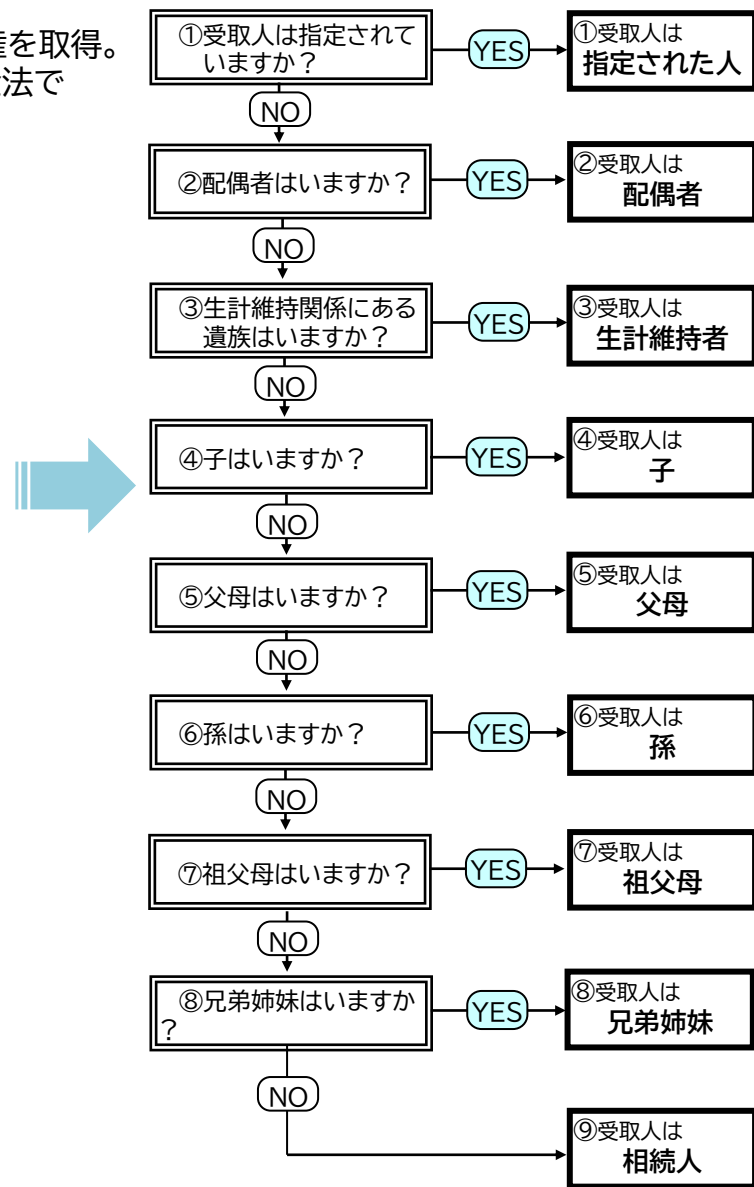 産を取得。
法で
①受取人は指定されて
いますか？
YES
①受取人は
指定された人
NO
②配偶者はいますか？
YES
②受取人は
配偶者
NO
③生計維持関係にある
遺族はいますか？
YES
③受取人は
生計維持者
NO
④子はいますか？
YES
④受取人は
子
NO
⑤父母はいますか？
YES
⑤受取人は
父母
NO
⑥孫はいますか？
YES
⑥受取人は
孫
NO
⑦祖父母はいますか？
YES
⑦受取人は
祖父母
NO
⑧兄弟姉妹はいますか
？
YES
⑧受取人は
兄弟姉妹
NO
⑨受取人は
相続人